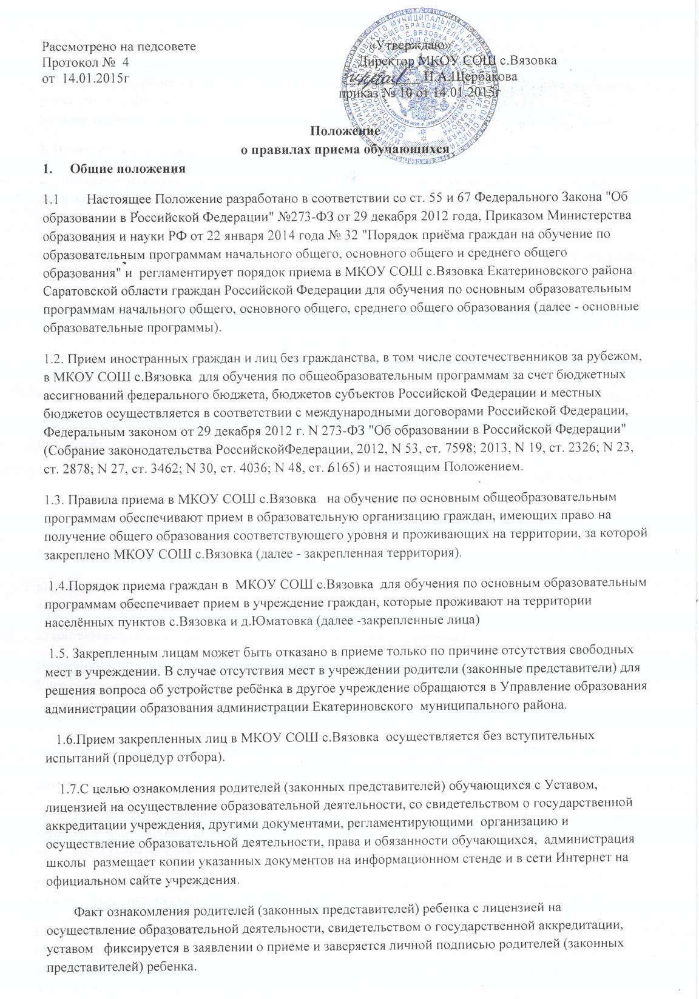 Рассмотрено на педсовете
«Утверждаю»
Протокол № 4
Директор МКОУ СОШ с.Вязовка
от 14.01.2015г
Н.А.Щербакова
приказ № 10 от 14.01.2015г
Положение
о правилах приема обучающихся
1. Общие положения
1.1 Настоящее Положение разработано в соответствии со ст. 55 и 67 Федерального Закона "Об
образовании в Российской Федерации" №273-ФЗ от 29 декабря 2012 года, Приказом Министерства
образования и науки РФ от 22 января 2014 года № 32 "Порядок приёма граждан на обучение по
образовательным программам начального общего, основного общего и среднего общего
образования" и регламентирует порядок приема в МКОУ СОШ с.Вязовка Екатериновского района
Саратовской области граждан Российской Федерации для обучения по основным образовательным
программам начального общего, основного общего, среднего общего образования (далее - основные
образовательные программы).
1.2. Прием иностранных граждан и лиц без гражданства, в том числе соотечественников за рубежом,
в МКОУ СОШ с.Вязовка для обучения по общеобразовательным программам за счет бюджетных
ассигнований федерального бюджета, бюджетов субъектов Российской Федерации и местных
бюджетов осуществляется в соответствии с международными договорами Российской Федерации,
Федеральным законом от 29 декабря 2012 г. N 273-ФЗ "Об образовании в Российской Федерации"
(Собрание законодательства РоссийскойФедерации, 2012, N 53, ст. 7598; 2013, N 19, ст. 2326; N 23,
ст. 2878; N 27, ст. 3462; N 30, ст. 4036; N 48, ст. 6165) и настоящим Положением.
1.3. Правила приема в МКОУ СОШ с.Вязовка на обучение по основным общеобразовательным
программам обеспечивают прием в образовательную организацию граждан, имеющих право на
получение общего образования соответствующего уровня и проживающих на территории, за которой
закреплено МКОУ СОШ с.Вязовка (далее - закрепленная территория).
1.4.Порядок приема граждан в МКОУ СОШ с.Вязовка для обучения по основным образовательным
программам обеспечивает прием в учреждение граждан, которые проживают на территории
населённых пунктов с.Вязовка и д.Юматовка (далее -закрепленные лица)
1.5. Закрепленным лицам может быть отказано в приеме только по причине отсутствия свободных
мест в учреждении. В случае отсутствия мест в учреждении родители (законные представители) для
решения вопроса об устройстве ребёнка в другое учреждение обращаются в Управление образования
администрации образования администрации Екатериновского муниципального района.
1.6.Прием закрепленных лиц в МКОУ СОШ с.Вязовка осуществляется без вступительных
испытаний (процедур отбора).
1.7.С целью ознакомления родителей (законных представителей) обучающихся с Уставом,
лицензией на осуществление образовательной деятельности, со свидетельством о государственной
аккредитации учреждения, другими документами, регламентирующими организацию и
осуществление образовательной деятельности, права и обязанности обучающихся, администрация
школы размещает копии указанных документов на информационном стенде и в сети Интернет на
официальном сайте учреждения.
Факт ознакомления родителей (законных представителей) ребенка с лицензией на
осуществление образовательной деятельности, свидетельством о государственной аккредитации,
уставом фиксируется в заявлении о приеме и заверяется личной подписью родителей (законных
представителей) ребенка.